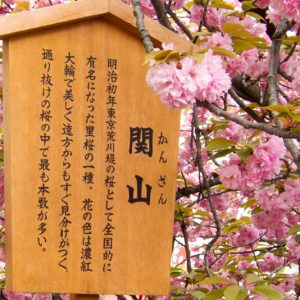 関山
かんざん
明治初年東京荒川堤の桜として全国的に
有名になった里桜の一種。花の色は濃紅
大輪で美しく遠方からもすぐ見分けがつく、
通り抜けの桜の中で最も本数が多い。